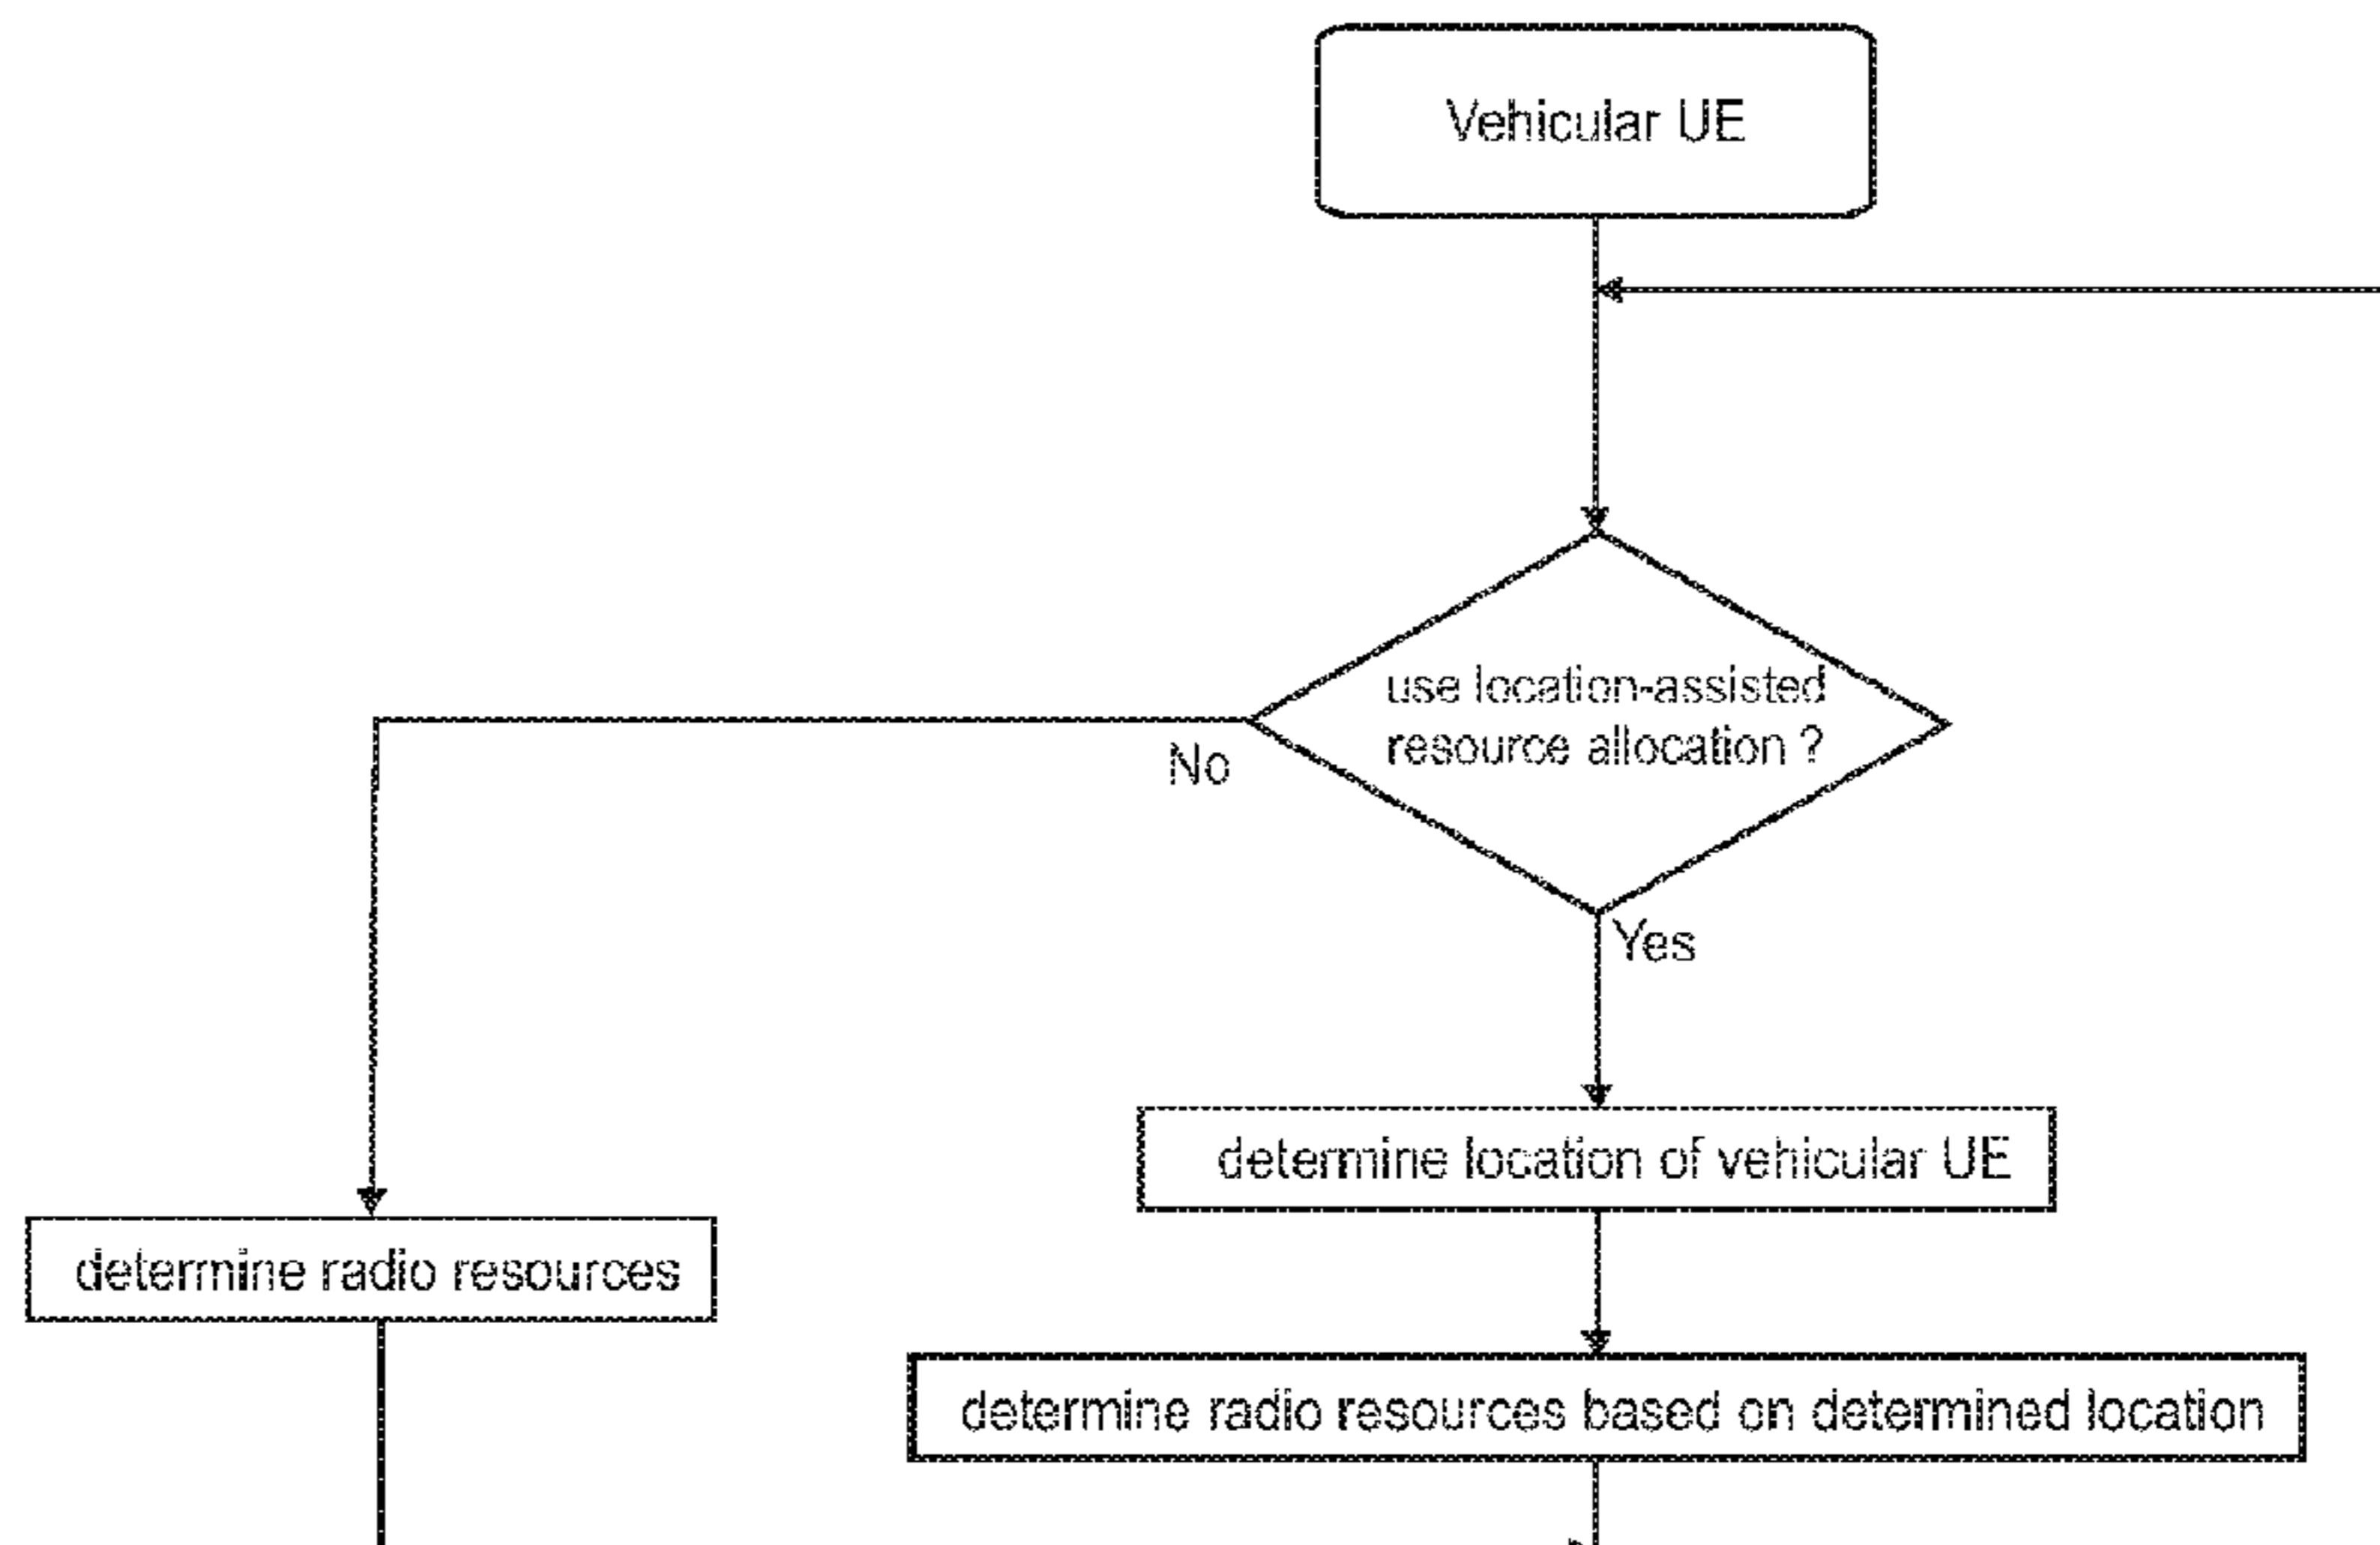 Vehicular UE
use location-assisted
resource allocation ?
No
Yes
determine location of vehicular UE
determine radio resources
determine radio resources based on determined location